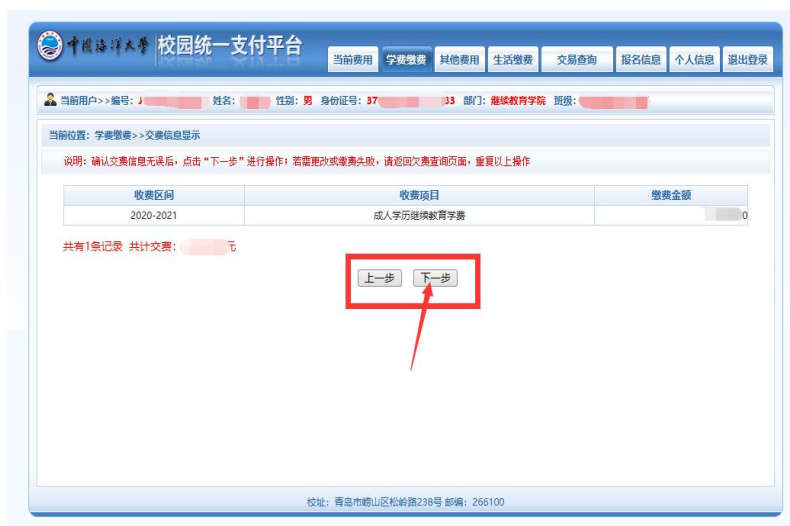 中国海洋大学 校园统一支付平台
当前费用 学费缴费 其他费用 生活缴费 交易查询 报名信息 个人信息 退出登录
当前用户>>编号: J 姓名: 性别: 男 身份证号: 37 33 部门: 继续教育学院 班级:
当前位置: 学费缴费>>交费信息显示
说明: 确认交费信息无误后, 点击“下一步”进行操作; 若需更改或缴费失败, 请返回欠费查询页面, 重复以上操作
收费区间 收费项目 缴费金额
2020-2021 成人学历继续教育学费 0
共有1条记录 共计交费: 元
上一步 下一步
校址: 青岛市崂山区松岭路238号 邮编: 266100